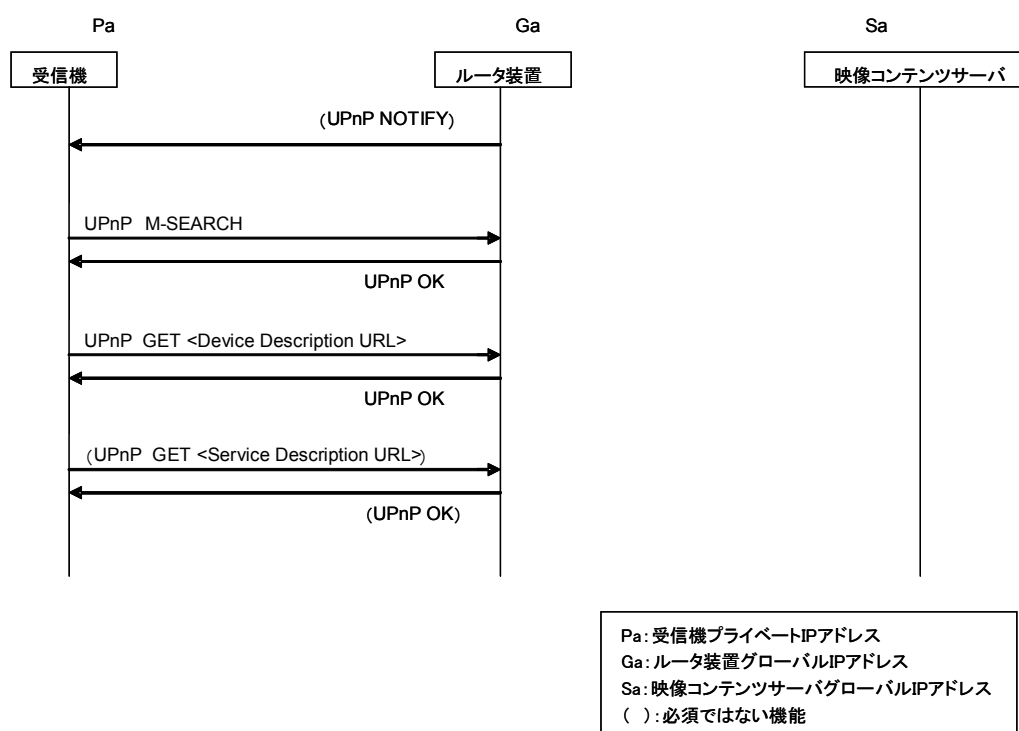 Pa Ga Sa
受信機 ルータ装置 映像コンテンツサーバ
(UPnP NOTIFY)
UPnP M-SEARCH
UPnP OK
UPnP GET <Device Description URL>
UPnP OK
(UPnP GET <Service Description URL>)
(UPnP OK)
Pa:受信機プライベートIPアドレス
Ga:ルータ装置グローバルIPアドレス
Sa:映像コンテンツサーバグローバルIPアドレス
( ):必須ではない機能